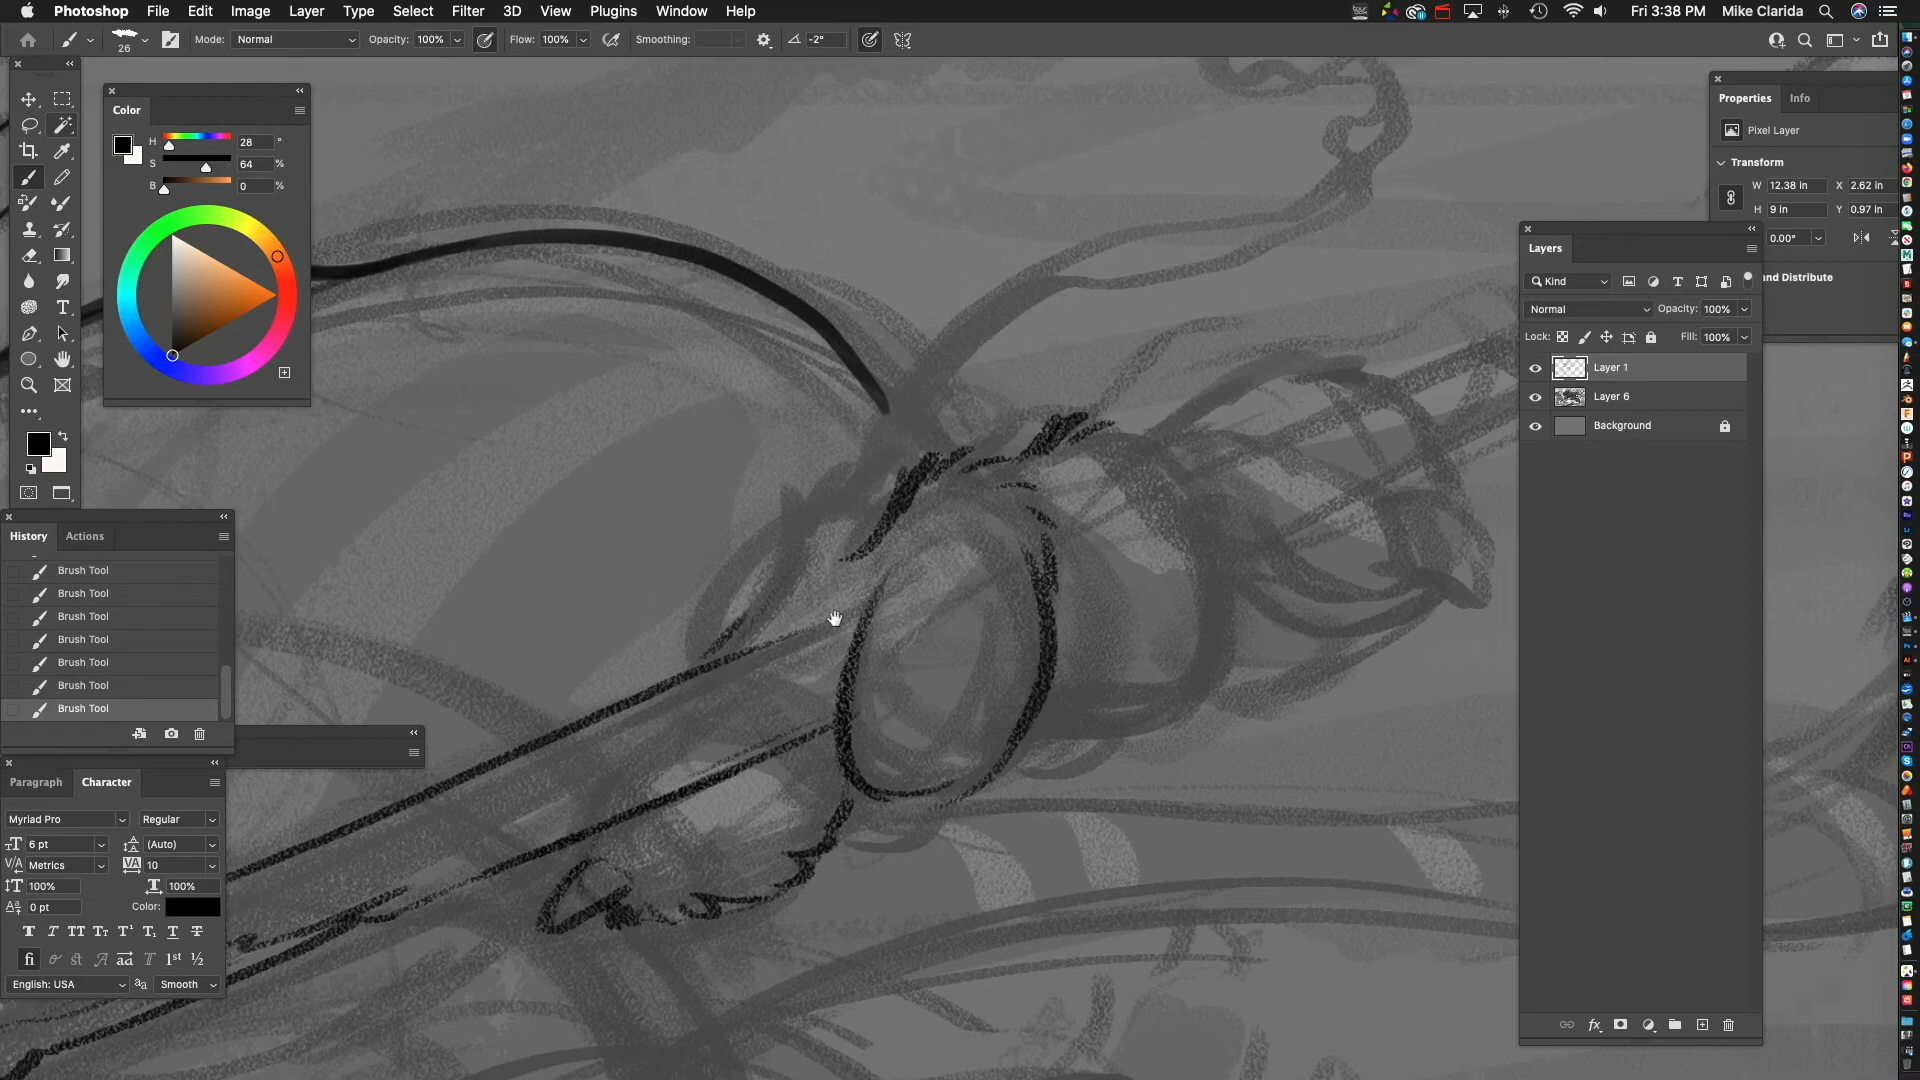 Photoshop File Edit Image Layer Type Select Filter 3D View Plugins Window Help Fri 3:38 PM Mike Clarida
26 Mode: Normal Opacity: 100% Flow: 100% Smoothing: -2°
Color
H 28 °
S 64 %
B 0 %
Properties Info
Pixel Layer
Transform
W 12.38 in X 2.62 in
H 9 in Y 0.97 in
0.00°
nd Distribute
Layers
Kind
Normal Opacity: 100%
Lock: Fill: 100%
Layer 1
Layer 6
Background
History Actions
Brush Tool
Brush Tool
Brush Tool
Brush Tool
Brush Tool
Brush Tool
Brush Tool
Paragraph Character
Myriad Pro Regular
6 pt (Auto)
Metrics 10
100% 100%
0 pt Color:
English: USA aa Smooth